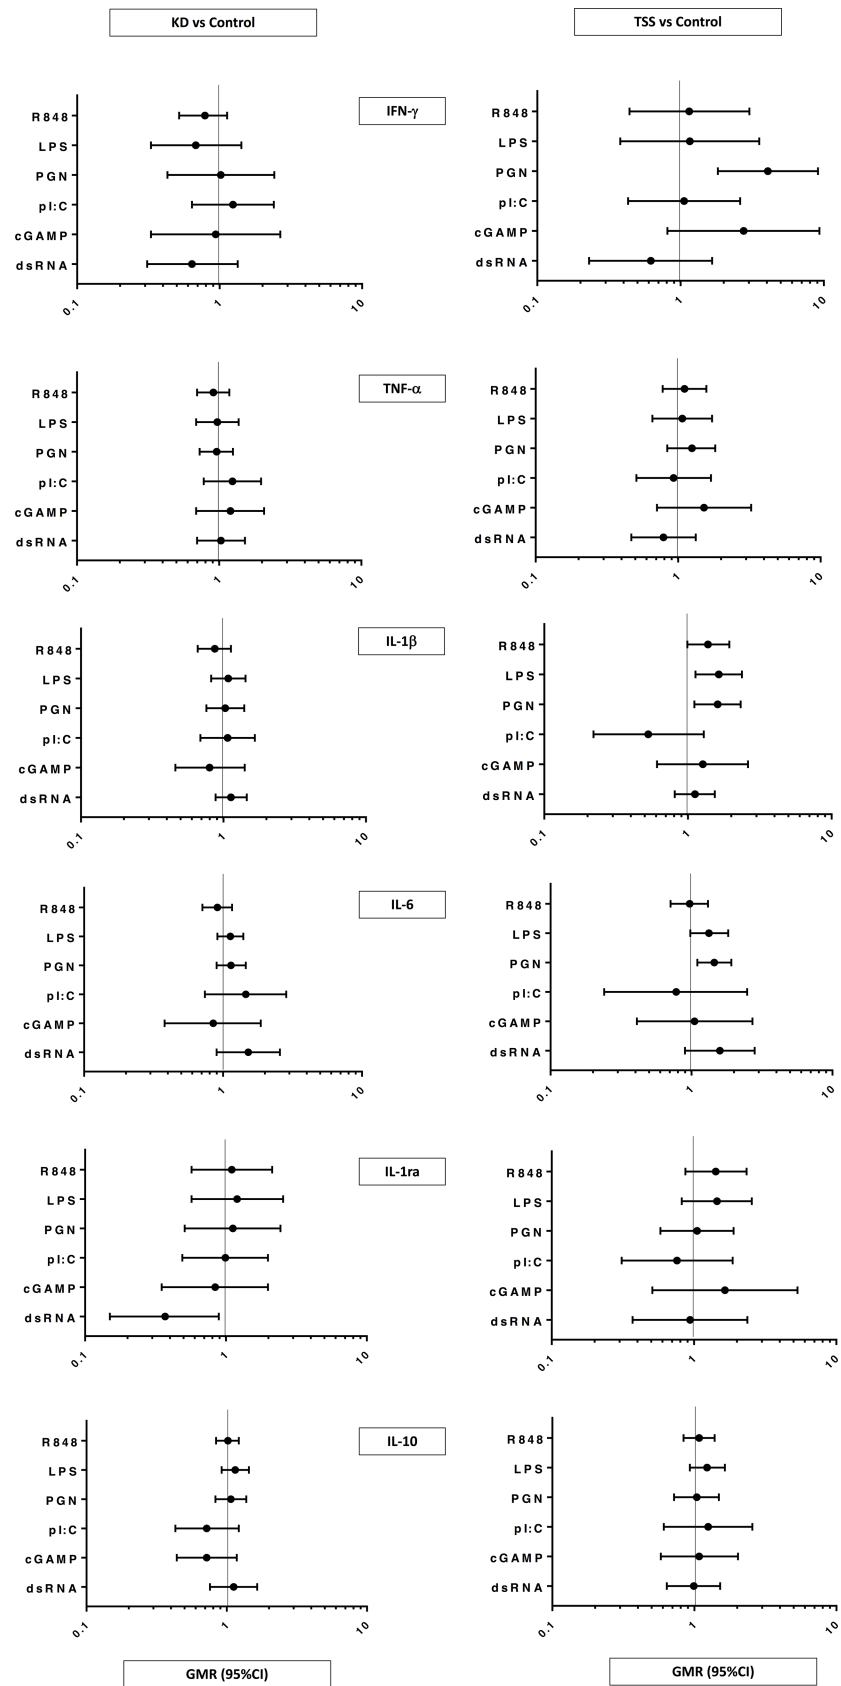 KD vs Control
TSS vs Control
IFN-γ
R848
LPS
PGN
pI:C
cGAMP
dsRNA
0.1
1
10
R848
LPS
PGN
pI:C
cGAMP
dsRNA
0.1
1
10
TNF-α
R848
LPS
PGN
pI:C
cGAMP
dsRNA
0.1
1
10
R848
LPS
PGN
pI:C
cGAMP
dsRNA
0.1
1
10
IL-1β
R848
LPS
PGN
pI:C
cGAMP
dsRNA
0.1
1
10
R848
LPS
PGN
pI:C
cGAMP
dsRNA
0.1
1
10
IL-6
R848
LPS
PGN
pI:C
cGAMP
dsRNA
0.1
1
10
R848
LPS
PGN
pI:C
cGAMP
dsRNA
0.1
1
10
IL-1ra
R848
LPS
PGN
pI:C
cGAMP
dsRNA
0.1
1
10
R848
LPS
PGN
pI:C
cGAMP
dsRNA
0.1
1
10
IL-10
R848
LPS
PGN
pI:C
cGAMP
dsRNA
0.1
1
10
R848
LPS
PGN
pI:C
cGAMP
dsRNA
0.1
1
10
GMR (95%CI)
GMR (95%CI)